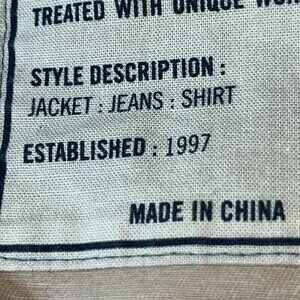 TREATED WITH UNIQUE
STYLE DESCRIPTION :
JACKET : JEANS : SHIRT
ESTABLISHED : 1997
MADE IN CHINA